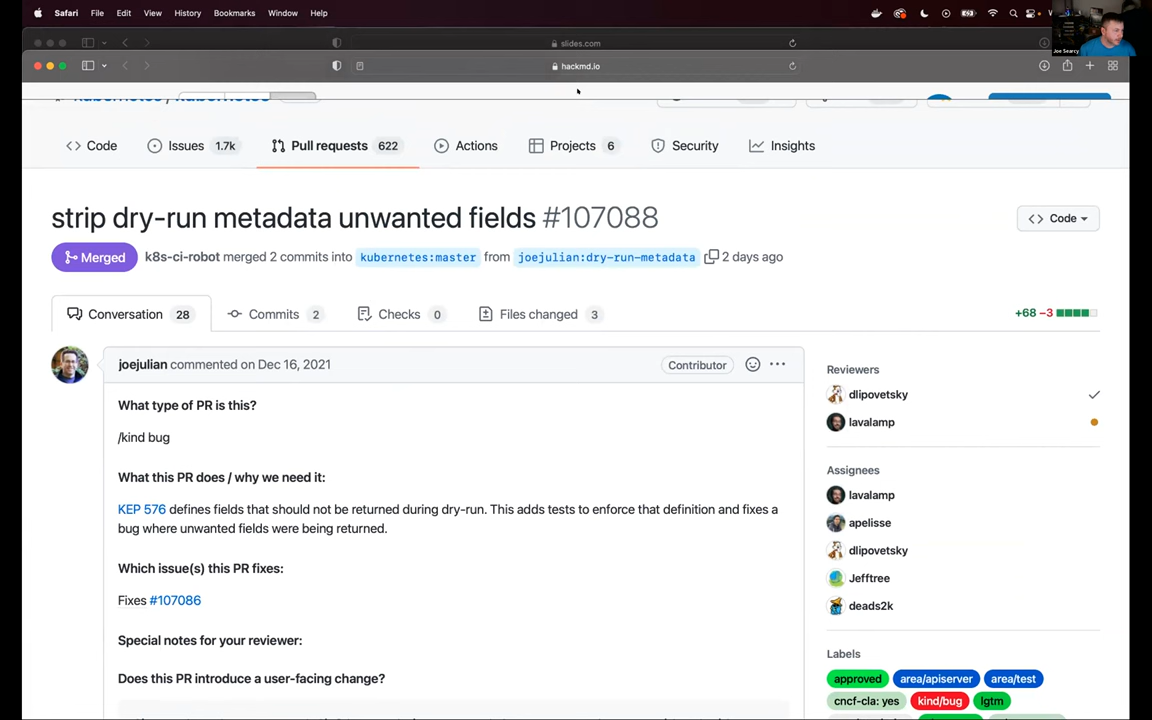 Safari File Edit View History Bookmarks Window Help
Joe Searcy
slides.com
hackmd.io
kubernetes / kubernetes
Code Issues 1.7k Pull requests 622 Actions Projects 6 Security Insights
strip dry-run metadata unwanted fields #107088
Code
Merged k8s-ci-robot merged 2 commits into kubernetes:master from joejulian:dry-run-metadata 2 days ago
Conversation 28 Commits 2 Checks 0 Files changed 3
+68 −3
joejulian commented on Dec 16, 2021
Contributor
What type of PR is this?
/kind bug
What this PR does / why we need it:
KEP 576 defines fields that should not be returned during dry-run. This adds tests to enforce that definition and fixes a
bug where unwanted fields were being returned.
Which issue(s) this PR fixes:
Fixes #107086
Special notes for your reviewer:
Does this PR introduce a user-facing change?
Reviewers
dlipovetsky
lavalamp
Assignees
lavalamp
apelisse
dlipovetsky
Jefftree
deads2k
Labels
approved area/apiserver area/test
cncf-cla: yes kind/bug lgtm